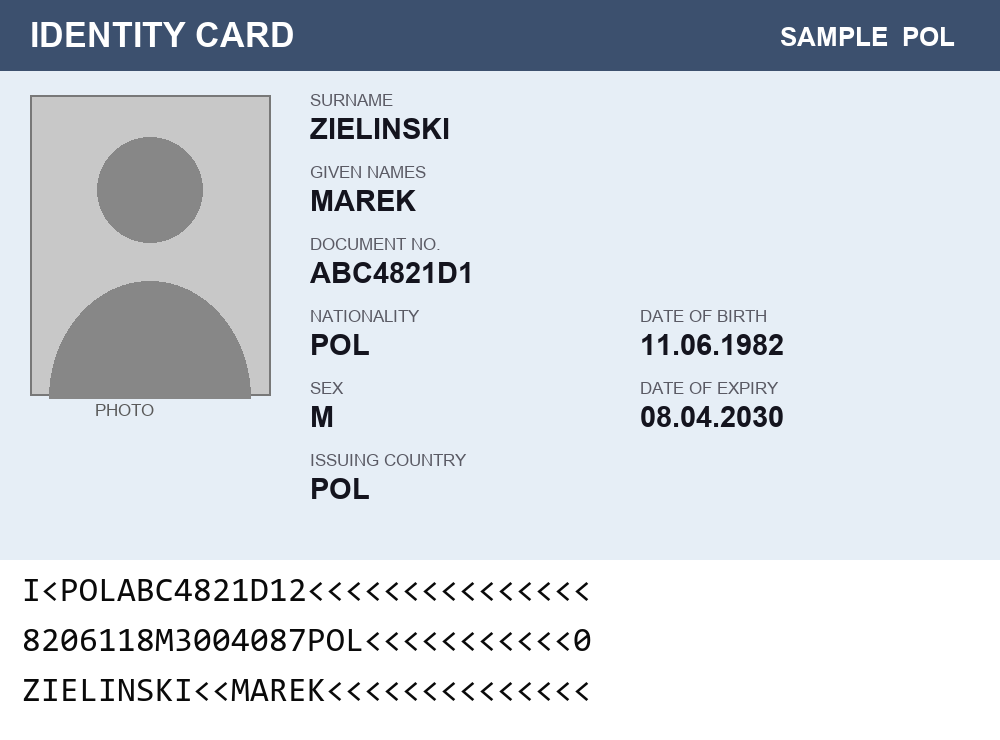 IDENTITY CARD
SAMPLE POL
SURNAME
ZIELINSKI
GIVEN NAMES
MAREK
DOCUMENT NO.
ABC4821D1
NATIONALITY
POL
DATE OF BIRTH
11.06.1982
SEX
M
DATE OF EXPIRY
08.04.2030
ISSUING COUNTRY
POL
PHOTO
I<POLABC4821D12<<<<<<<<<<<<<<<
8206118M3004087POL<<<<<<<<<<<0
ZIELINSKI<<MAREK<<<<<<<<<<<<<<